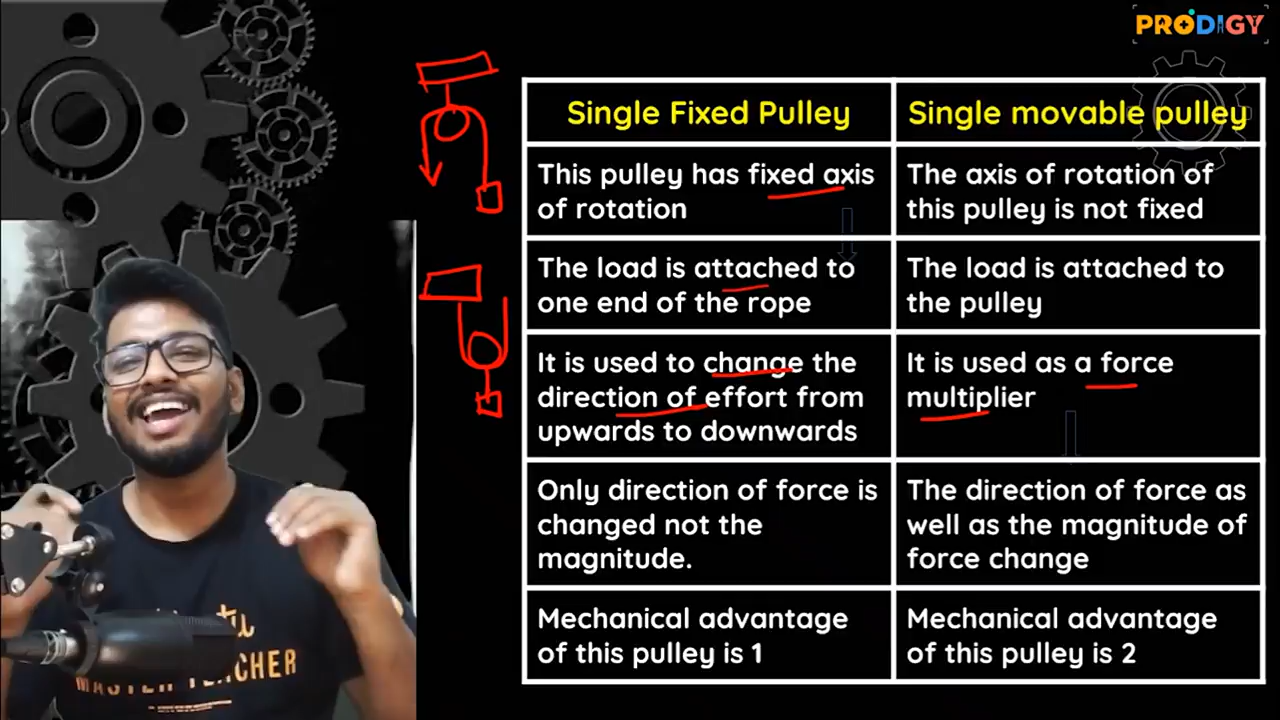 PRODIGY
Single Fixed Pulley
Single movable pulley
This pulley has fixed axis
of rotation
The axis of rotation of
this pulley is not fixed
The load is attached to
one end of the rope
The load is attached to
the pulley
It is used to change the
direction of effort from
upwards to downwards
It is used as a force
multiplier
Only direction of force is
changed not the
magnitude.
The direction of force as
well as the magnitude of
force change
Mechanical advantage
of this pulley is 1
Mechanical advantage
of this pulley is 2
MASTER TEACHER